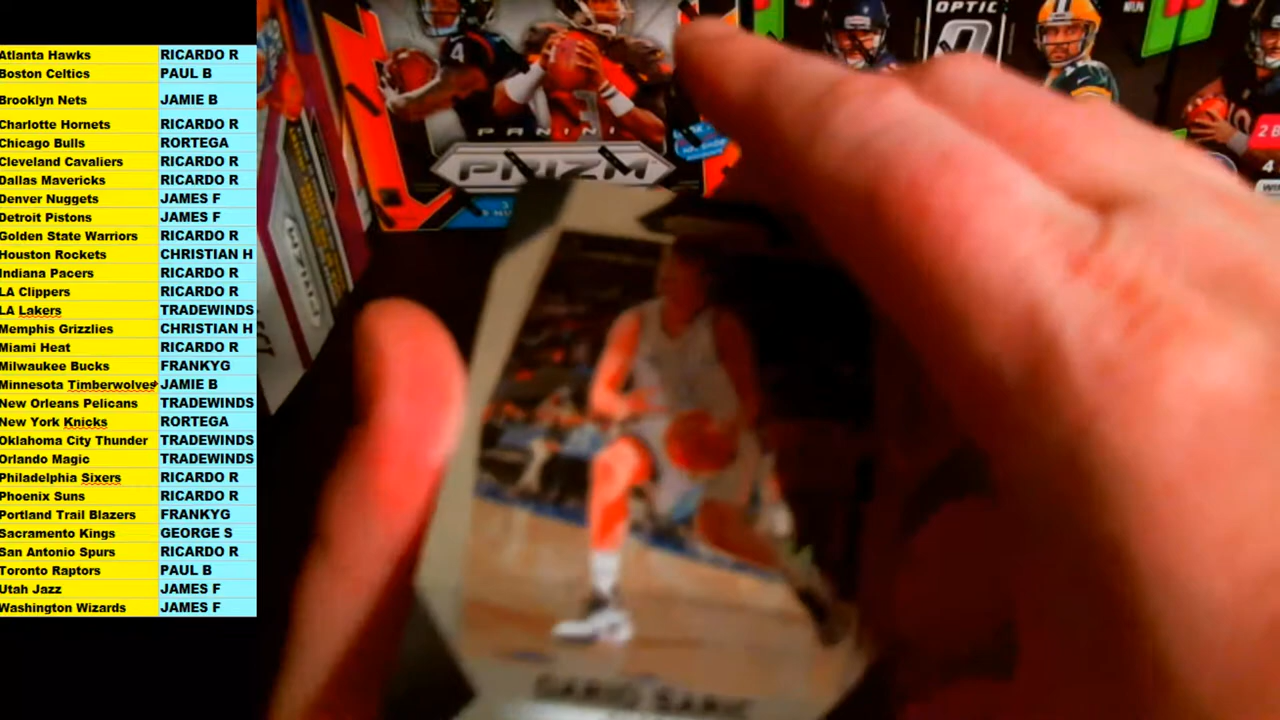 Atlanta Hawks RICARDO R
Boston Celtics PAUL B
Brooklyn Nets JAMIE B
Charlotte Hornets RICARDO R
Chicago Bulls RORTEGA
Cleveland Cavaliers RICARDO R
Dallas Mavericks RICARDO R
Denver Nuggets JAMES F
Detroit Pistons JAMES F
Golden State Warriors RICARDO R
Houston Rockets CHRISTIAN H
Indiana Pacers RICARDO R
LA Clippers RICARDO R
LA Lakers TRADEWINDS
Memphis Grizzlies CHRISTIAN H
Miami Heat RICARDO R
Milwaukee Bucks FRANKYG
Minnesota Timberwolves JAMIE B
New Orleans Pelicans TRADEWINDS
New York Knicks RORTEGA
Oklahoma City Thunder TRADEWINDS
Orlando Magic TRADEWINDS
Philadelphia Sixers RICARDO R
Phoenix Suns RICARDO R
Portland Trail Blazers FRANKYG
Sacramento Kings GEORGE S
San Antonio Spurs RICARDO R
Toronto Raptors PAUL B
Utah Jazz JAMES F
Washington Wizards JAMES F
OPTIC
PANINI
PRIZM
PRIZM
DARIO SARIC